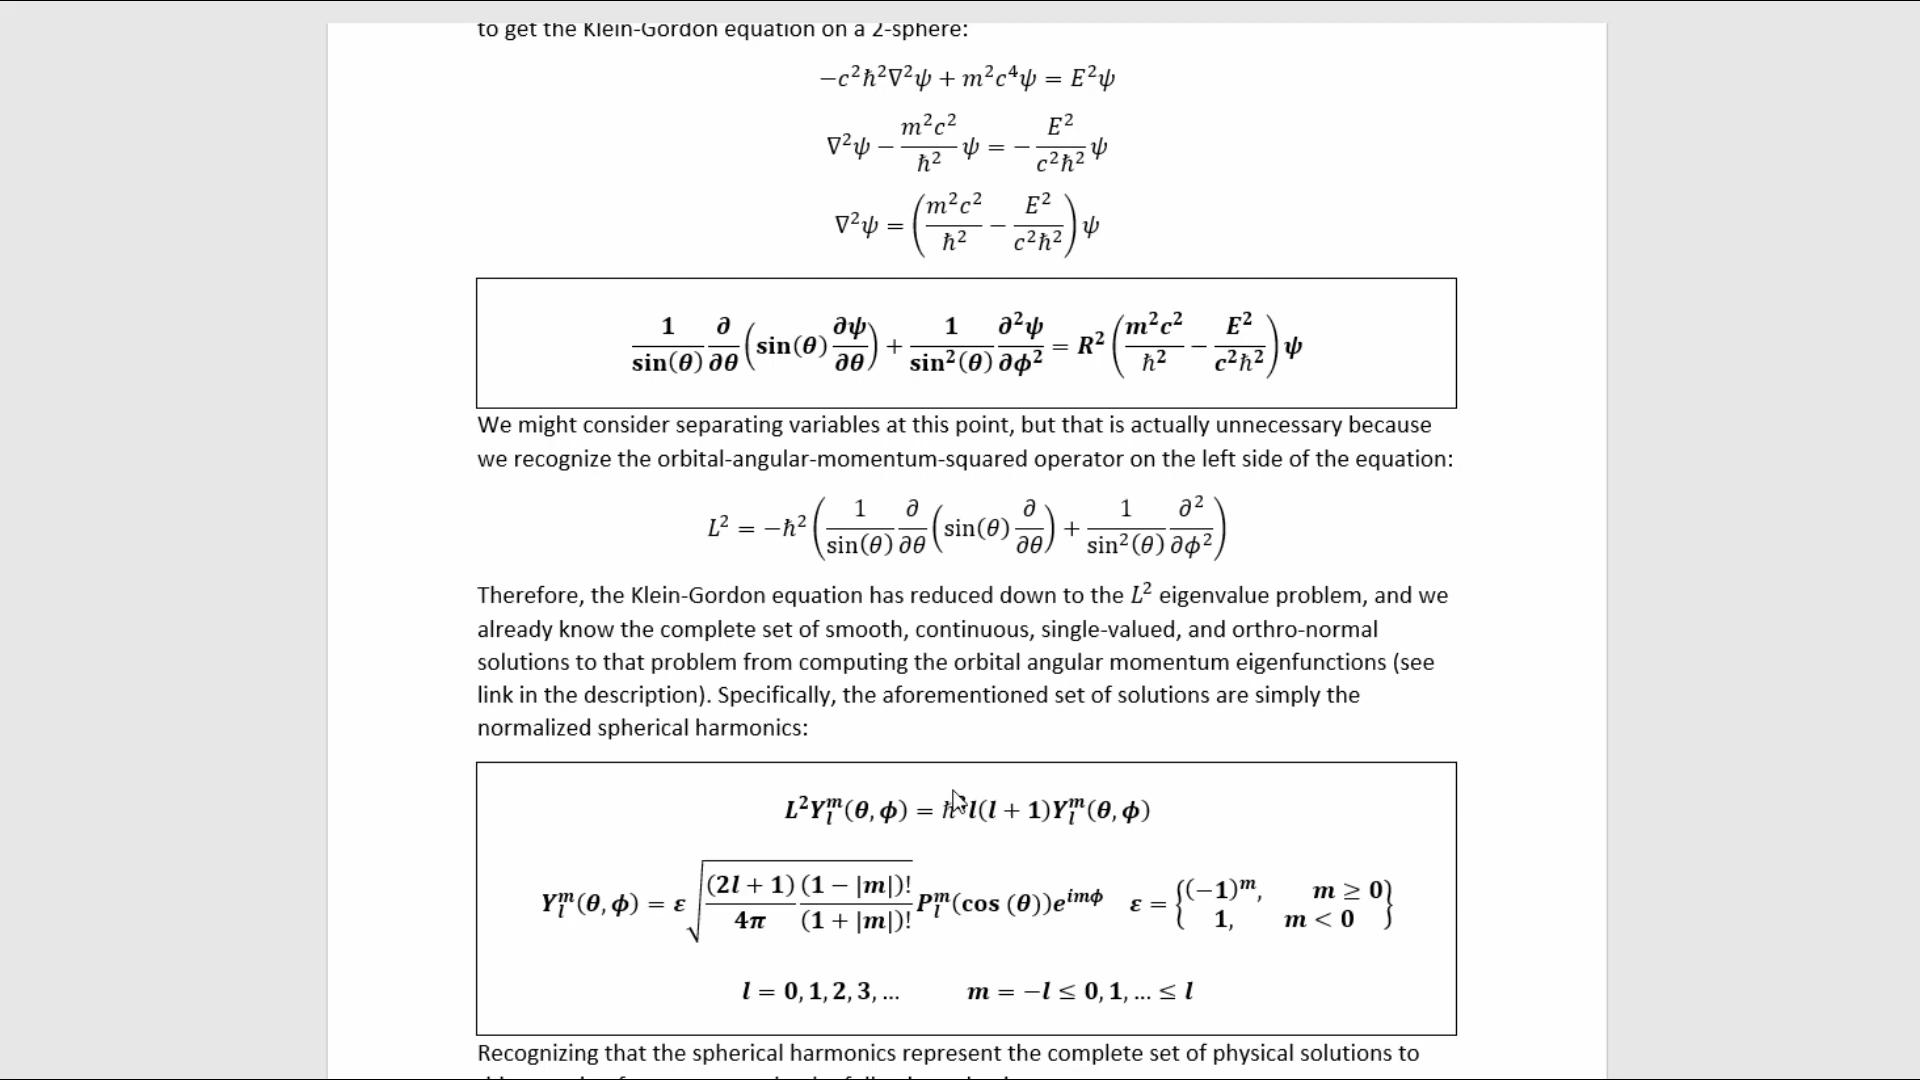 to get the Klein-Gordon equation on a 2-sphere:
−c²ℏ²∇²ψ + m²c⁴ψ = E²ψ
∇²ψ − m²c²/ℏ² ψ = − E²/c²ℏ² ψ
∇²ψ = (m²c²/ℏ² − E²/c²ℏ²) ψ
1/sin(θ) ∂/∂θ (sin(θ) ∂ψ/∂θ) + 1/sin²(θ) ∂²ψ/∂ϕ² = R² (m²c²/ℏ² − E²/c²ℏ²) ψ
We might consider separating variables at this point, but that is actually unnecessary because
we recognize the orbital-angular-momentum-squared operator on the left side of the equation:
L² = −ℏ² (1/sin(θ) ∂/∂θ (sin(θ) ∂/∂θ) + 1/sin²(θ) ∂²/∂ϕ²)
Therefore, the Klein-Gordon equation has reduced down to the L² eigenvalue problem, and we
already know the complete set of smooth, continuous, single-valued, and orthro-normal
solutions to that problem from computing the orbital angular momentum eigenfunctions (see
link in the description). Specifically, the aforementioned set of solutions are simply the
normalized spherical harmonics:
L²Yₗᵐ(θ, ϕ) = ℏ²l(l + 1)Yₗᵐ(θ, ϕ)
Yₗᵐ(θ, ϕ) = ε √((2l + 1)/4π (1 − |m|)!/(1 + |m|)!) Pₗᵐ(cos (θ))eⁱᵐᶲ ε = {(−1)ᵐ, m ≥ 0; 1, m < 0}
l = 0, 1, 2, 3, … m = −l ≤ 0, 1, … ≤ l
Recognizing that the spherical harmonics represent the complete set of physical solutions to